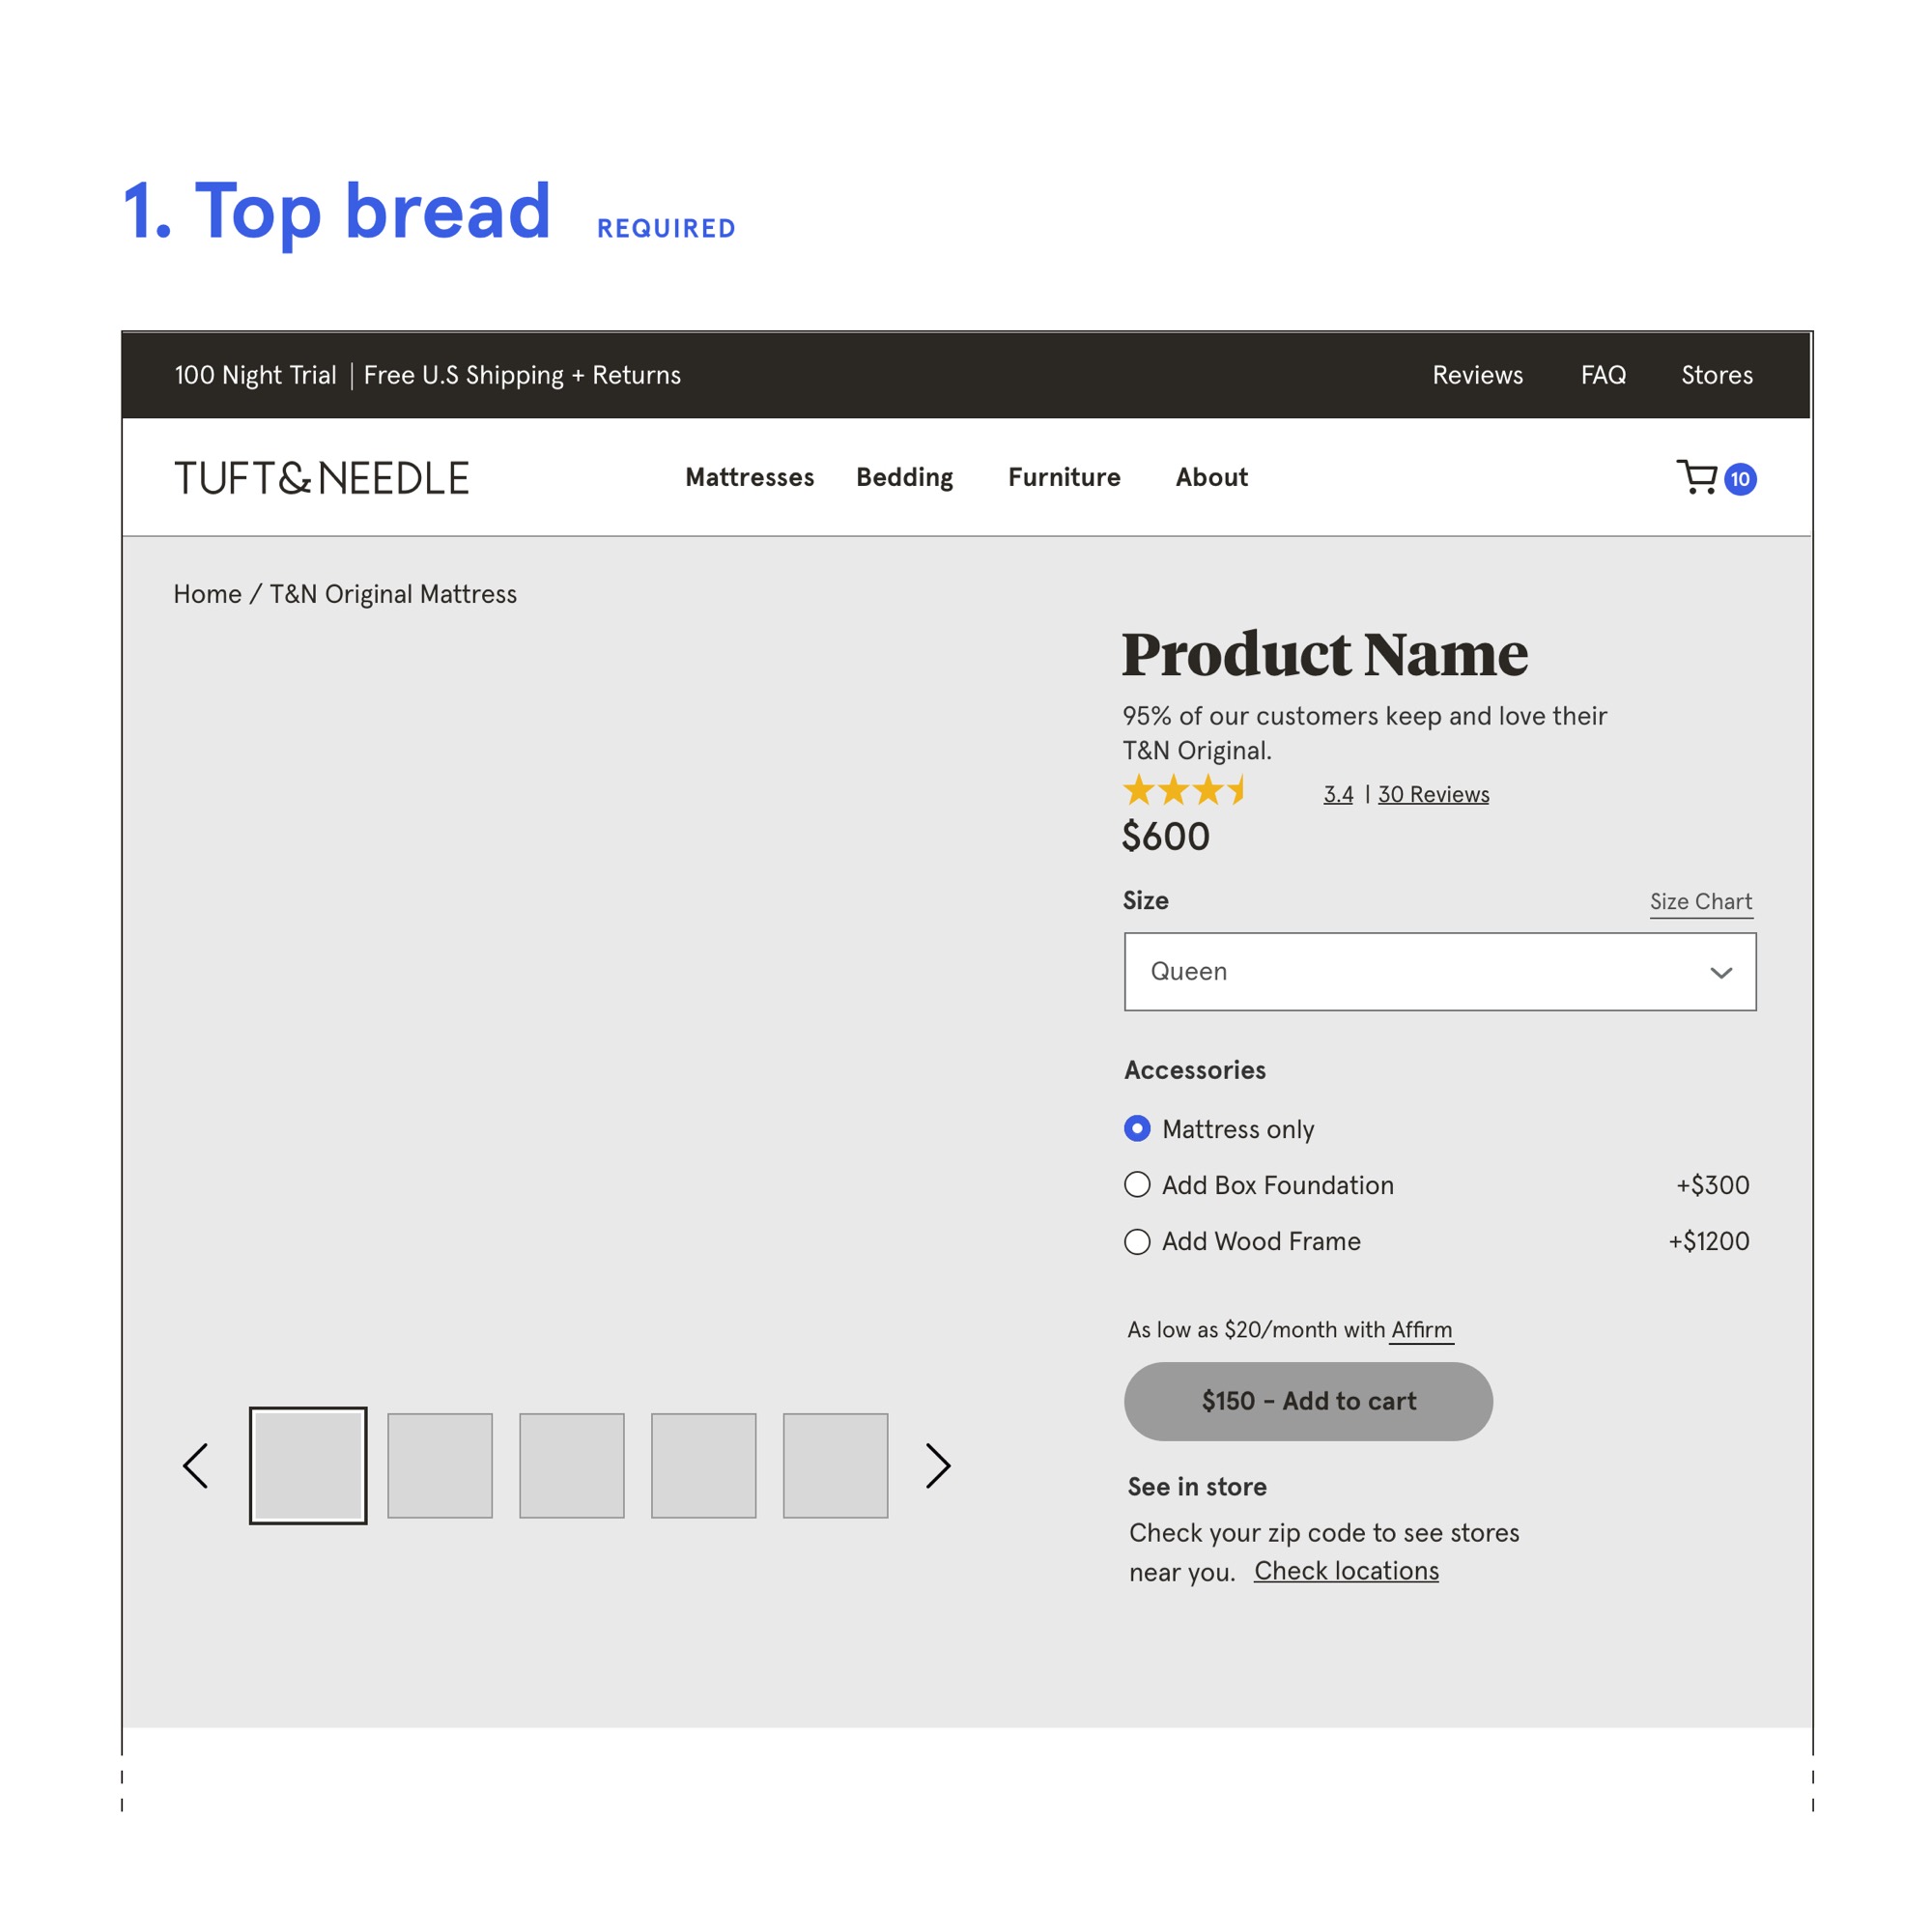 1. Top bread REQUIRED
100 Night Trial | Free U.S Shipping + Returns Reviews FAQ Stores
TUFT&NEEDLE Mattresses Bedding Furniture About 10
Home / T&N Original Mattress
Product Name
95% of our customers keep and love their
T&N Original.
3.4 | 30 Reviews
$600
Size Size Chart
Queen
Accessories
Mattress only
Add Box Foundation +$300
Add Wood Frame +$1200
As low as $20/month with Affirm
$150 - Add to cart
See in store
Check your zip code to see stores
near you. Check locations